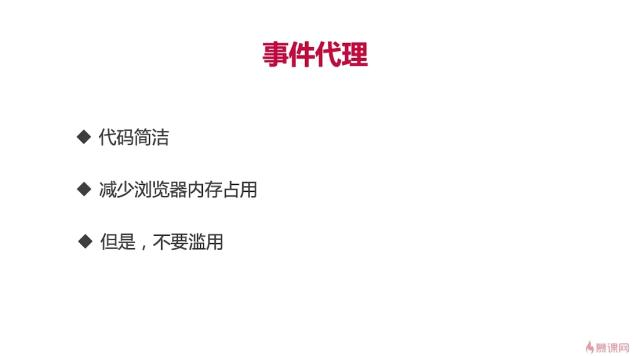 事件代理
◆ 代码简洁
◆ 减少浏览器内存占用
◆ 但是，不要滥用
慕课网